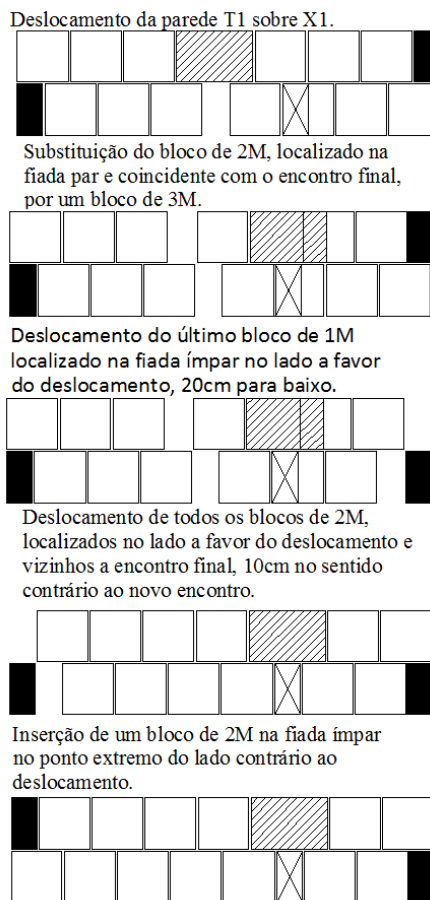 Deslocamento da parede T1 sobre X1.
Substituição do bloco de 2M, localizado na
fiada par e coincidente com o encontro final,
por um bloco de 3M.
Deslocamento do último bloco de 1M
localizado na fiada ímpar no lado a favor
do deslocamento, 20cm para baixo.
Deslocamento de todos os blocos de 2M,
localizados no lado a favor do deslocamento e
vizinhos a encontro final, 10cm no sentido
contrário ao novo encontro.
Inserção de um bloco de 2M na fiada ímpar
no ponto extremo do lado contrário ao
deslocamento.